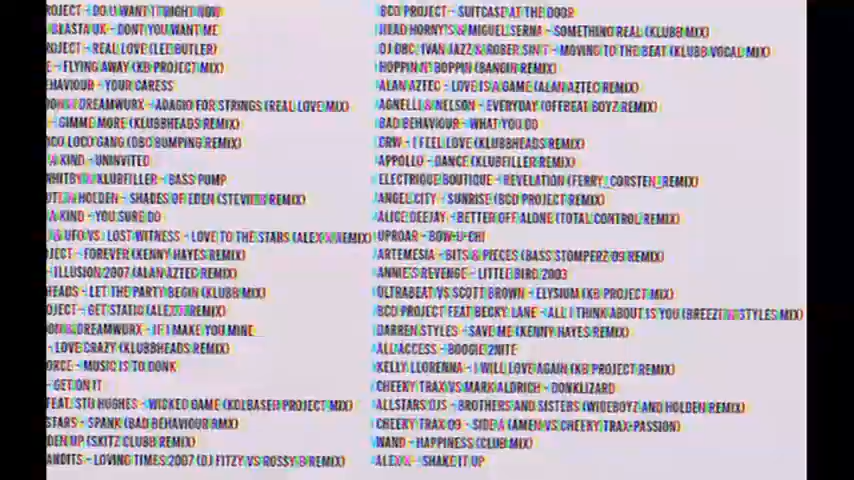 ROJECT - DO U WANT IT RIGHT NOW
BLASTA UK - DONT YOU WANT ME
ROJECT - REAL LOVE (LEE BUTLER)
E - FLYING AWAY (KB PROJECT MIX)
EHAVIOUR - YOUR CARESS
DREAMWURX - ADAGIO FOR STRINGS (REAL LOVE MIX)
- GIMME MORE (KLUBBHEADS REMIX)
CO LOCO GANG (OBC BUMPING REMIX)
A KIND - UNINVITED
WHITBY & KLUBFILLER - BASS PUMP
HOLDEN - SHADES OF EDEN (REMIX)
A KIND - YOU SURE DO
& UFO VS. LOST WITNESS - LOVE TO THE STARS (ALEX K REMIX)
JECT - FOREVER (KENNY HAYES REMIX)
- ILLUSION 2007 (ALAN AZTEC REMIX)
HEADS - LET THE PARTY BEGIN (KLUBB MIX)
OJECT - GET STATIC (ALEX K REMIX)
DREAMWURX - IF I MAKE YOU MINE
- LOVE CRAZY (KLUBBHEADS REMIX)
ORCE - MUSIC IS TO DONK
- GET ON IT
FEAT. STU HUGHES - WICKED GAME (KOLBASER PROJECT MIX)
STARS - SPANK (BAD BEHAVIOUR RMX)
DEN UP (SKITZ CLUBB REMIX)
ANDITS - LOVING TIMES 2007 (DJ FITZY VS ROSSY B REMIX)
BCD PROJECT - SUITCASE AT THE DOOR
HEAD HORNY'S & MIGUEL SERNA - SOMETHING REAL (KLUBB MIX)
DJ OBC, IVAN JAZZ & ROBER SIN T - MOVING TO THE BEAT (KLUBB VOCAL MIX)
HOPPIN N' BOPPIN (BANGIN REMIX)
ALAN AZTEC - LOVE IS A GAME (ALAN AZTEC REMIX)
AGNELLI & NELSON - EVERYDAY (OFFBEAT BOYZ REMIX)
BAD BEHAVIOUR - WHAT YOU DO
CRW - I FEEL LOVE (KLUBBHEADS REMIX)
APPOLLO - DANCE (KLUBFILLER REMIX)
ELECTRIQUE BOUTIQUE - REVELATION (FERRY_CORSTEN_REMIX)
ANGEL CITY - SUNRISE (BCD PROJECT REMIX)
ALICE DEEJAY - BETTER OFF ALONE (TOTAL CONTROL REMIX)
UPROAR - BOW-U-CHI
ARTEMESIA - BITS & PIECES (BASS STOMPERZ 09 REMIX)
ANNIE'S REVENGE - LITTLE BIRD 2003
ULTRABEAT VS SCOTT BROWN - ELYSIUM (KB PROJECT MIX)
BCD PROJECT FEAT BECKY LANE - ALL I THINK ABOUT IS YOU (BREEZE & STYLES MIX)
DARREN STYLES - SAVE ME (KENNY HAYES REMIX)
ALL ACCESS - BOOGIE 2NITE
KELLY LLORENNA - I WILL LOVE AGAIN (KB PROJECT REMIX)
CHEEKY TRAX VS MARK ALDRICH - DONKLIZARD
ALLSTARS DJS - BROTHERS AND SISTERS (WIDEBOYZ AND HOLDEN REMIX)
CHEEKY TRAX 09 - SIDE A (AMEN VS CHEEKY TRAX-PASSION)
WAND - HAPPINESS (CLUB MIX)
ALEX K - SHAKE IT UP